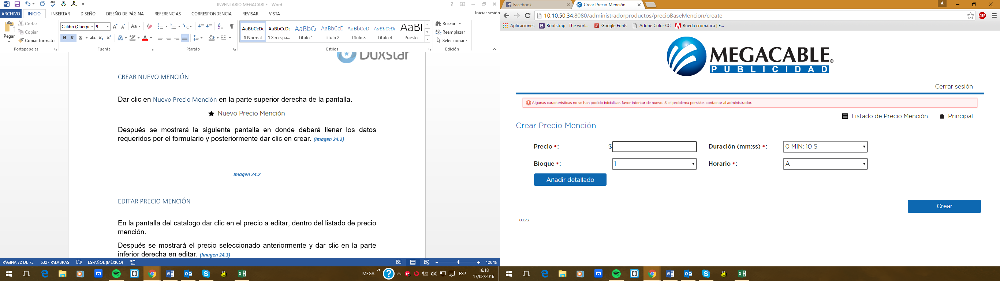 INVENTARIO MEGACABLE - Word
ARCHIVO INICIO INSERTAR DISEÑO DISEÑO DE PÁGINA REFERENCIAS CORRESPONDENCIA REVISAR VISTA Iniciar sesión
Pegar
Cortar
Copiar
Copiar formato
Portapapeles
Calibri (Cuerpo 9
Fuente
Párrafo
AaBbCcDc AaBbCcDc AaBbC AaBbCcE AaBbCcD AaBbCcDc AaB
¶ Normal ¶ Sin espa... Título 1 Título 2 Título 3 Título 4 Puesto
Estilos
Buscar
Reemplazar
Seleccionar
Edición
Duxstar
CREAR NUEVO MENCIÓN
Dar clic en Nuevo Precio Mención en la parte superior derecha de la pantalla.
Nuevo Precio Mención
Después se mostrará la siguiente pantalla en donde deberá llenar los datos
requeridos por el formulario y posteriormente dar clic en crear. (Imagen 24.2)
Imagen 24.2
EDITAR PRECIO MENCIÓN
En la pantalla del catalogo dar clic en el precio a editar, dentro del listado de precio
mención.
Después se mostrará el precio seleccionado anteriormente y dar clic en la parte
inferior derecha en editar. (Imagen 24.3)
PÁGINA 72 DE 73 5327 PALABRAS ESPAÑOL (MÉXICO) 120 %
MEGA ESP 16:18
17/02/2016
Facebook Crear Precio Mención
10.10.50.34:8080/administradorproductos/precioBaseMencion/create
ABP
Aplicaciones Bootstrap · The worl... Google Fonts Adobe Color CC Rueda cromática | E...
MEGACABLE®
PUBLICIDAD
Cerrar sesión
Algunas características no se han podido inicializar, favor intentar de nuevo. Si el problema persiste, contactar al administrador.
Listado de Precio Mención Principal
Crear Precio Mención
Precio *: $ Duración (mm:ss) *: 0 MIN: 10 S
Bloque *: 1 Horario *: A
Añadir detallado
Crear
0.1.23